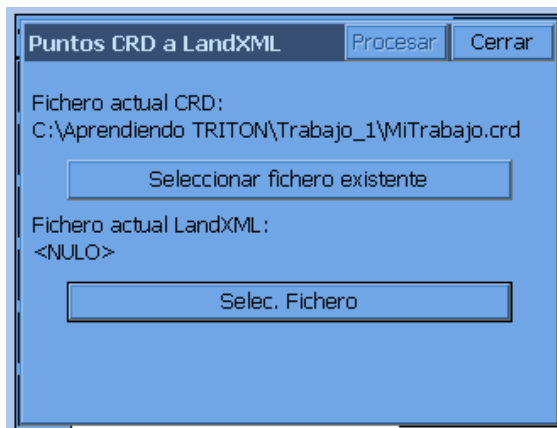 Puntos CRD a LandXML Procesar Cerrar
Fichero actual CRD:
C:\Aprendiendo TRITON\Trabajo_1\MiTrabajo.crd
Seleccionar fichero existente
Fichero actual LandXML:
<NULO>
Selec. Fichero